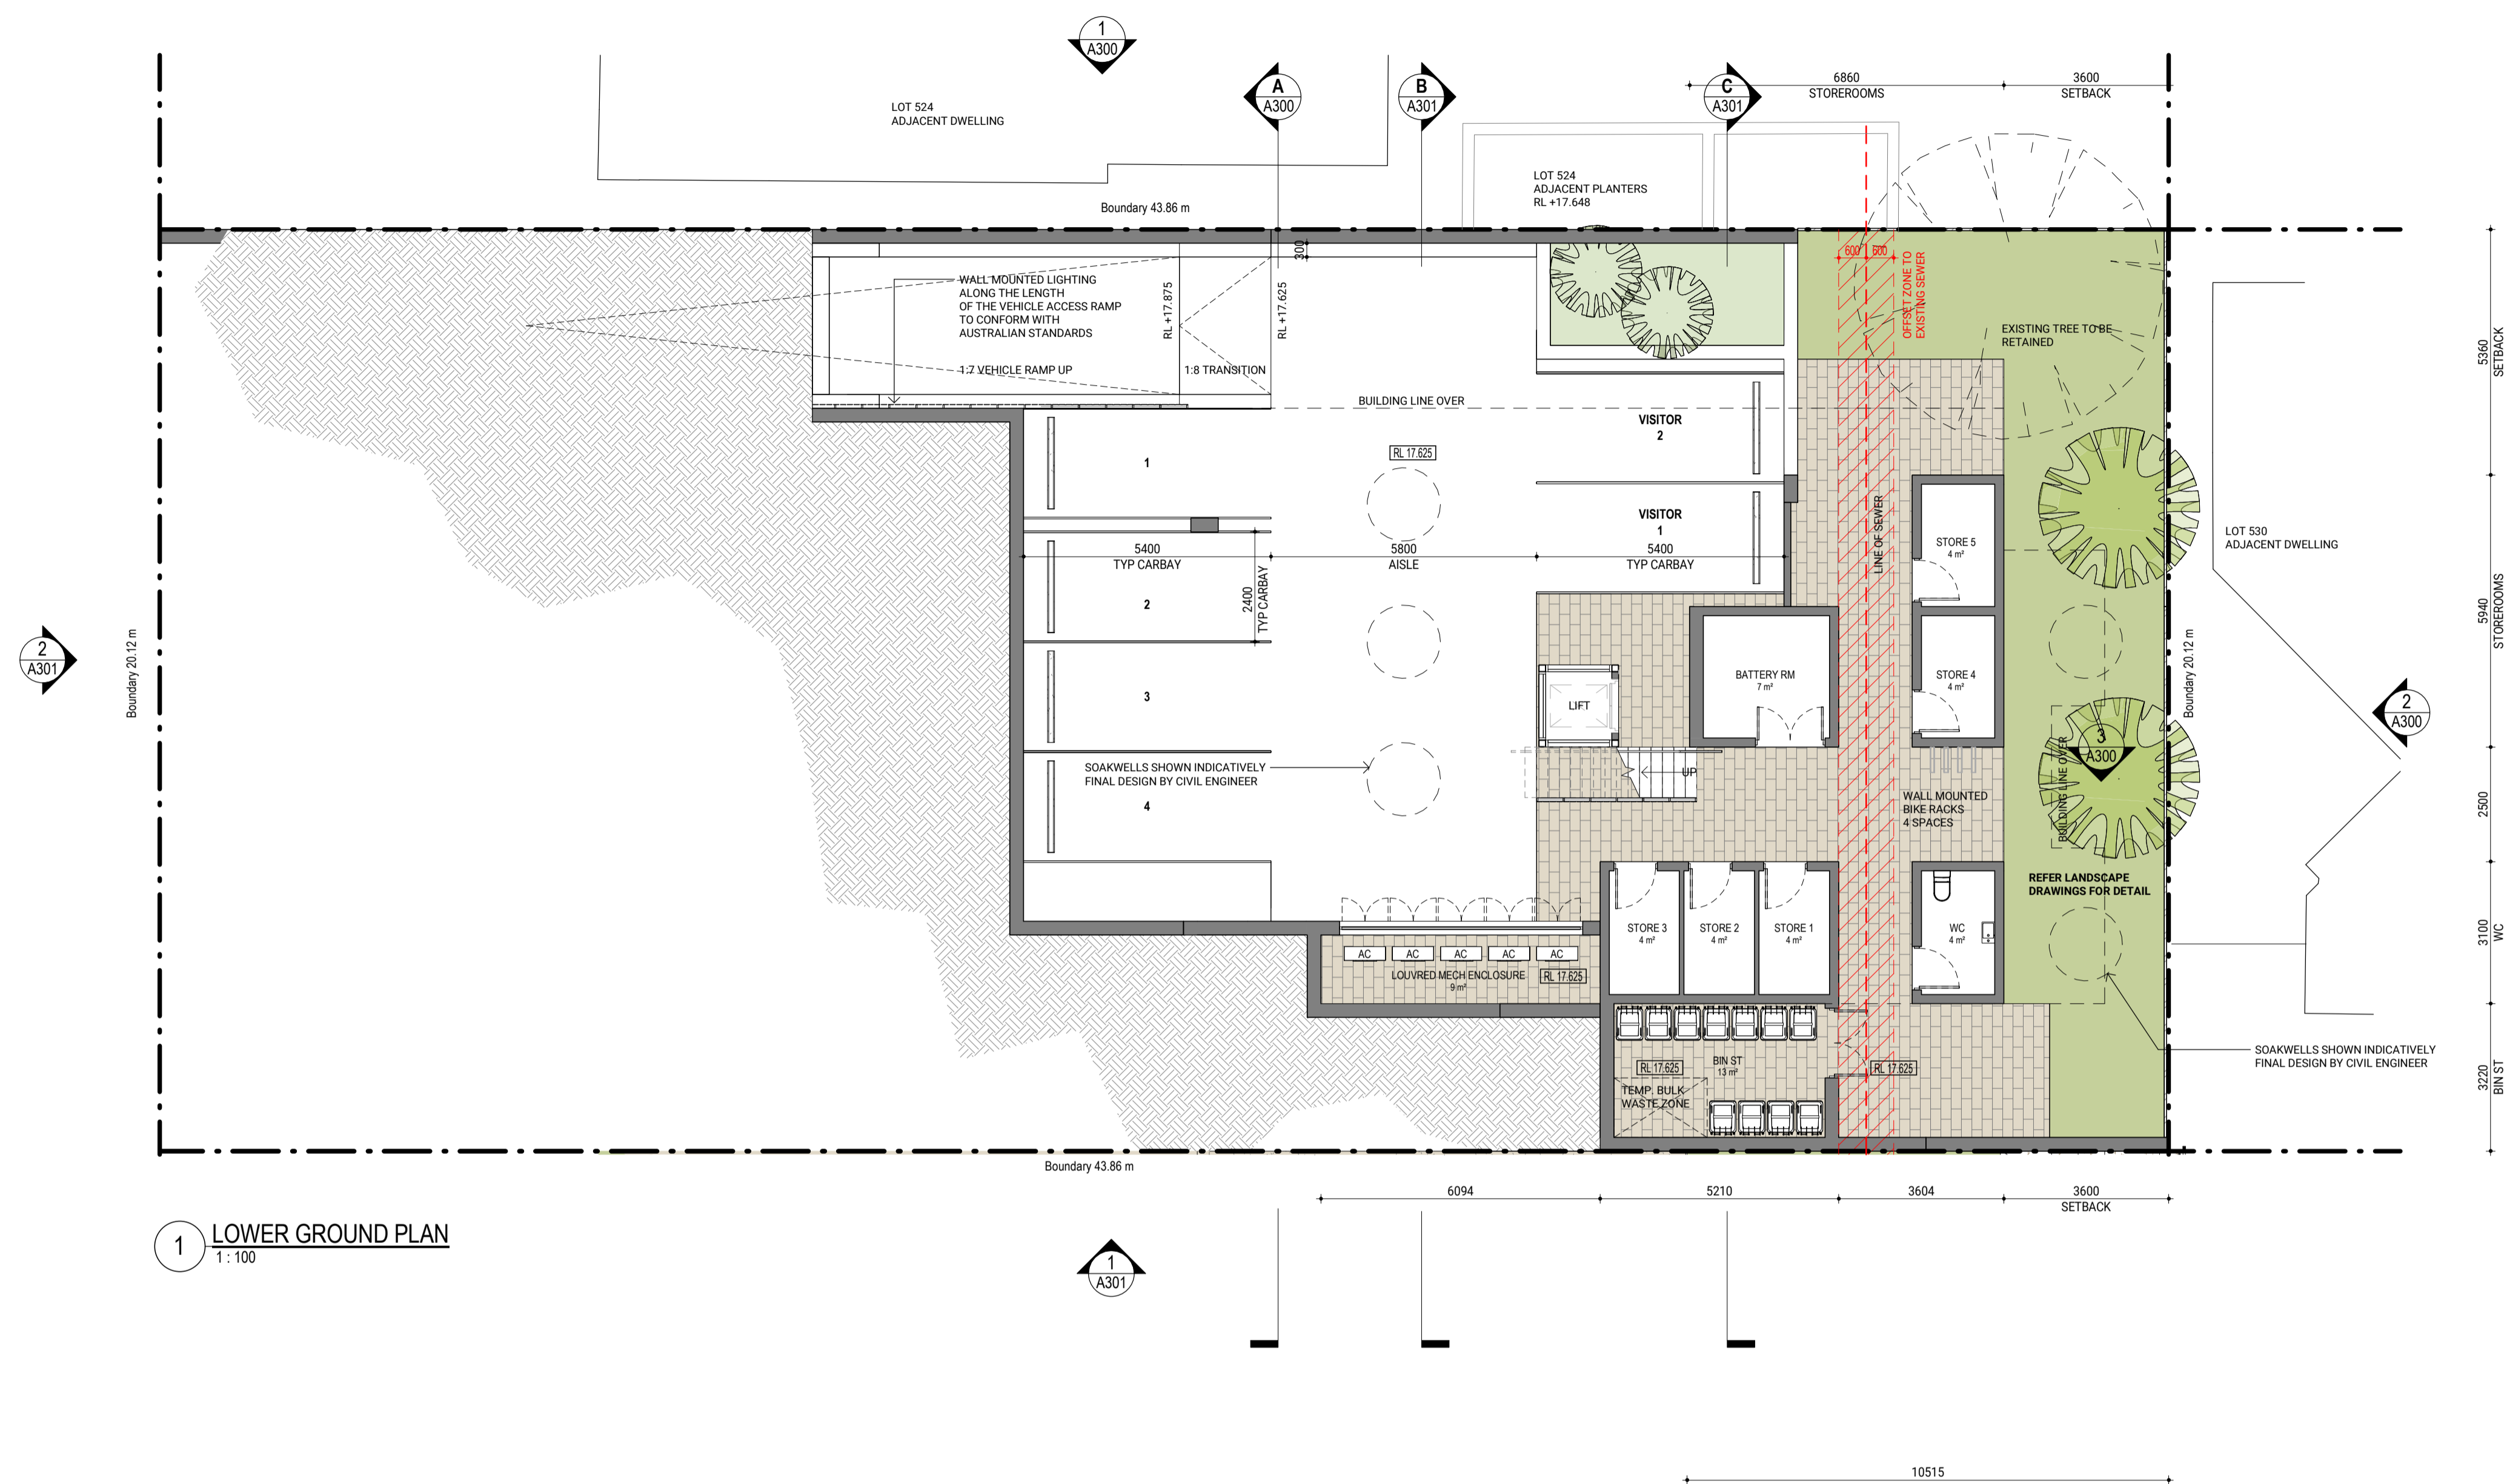 1
A300
A
A300
B
A301
C
A301
6860
STOREROOMS
3600
SETBACK
LOT 524
ADJACENT DWELLING
LOT 524
ADJACENT PLANTERS
RL +17.648
Boundary 43.86 m
300
600
600
OFFSET ZONE TO
EXISTING SEWER
WALL MOUNTED LIGHTING
ALONG THE LENGTH
OF THE VEHICLE ACCESS RAMP
TO CONFORM WITH
AUSTRALIAN STANDARDS
RL +17.875
RL +17.625
EXISTING TREE TO BE
RETAINED
5360
SETBACK
1:7 VEHICLE RAMP UP
1:8 TRANSITION
BUILDING LINE OVER
VISITOR
2
RL 17.625
1
VISITOR
1
LINE OF SEWER
STORE 5
4 m²
LOT 530
ADJACENT DWELLING
5400
TYP CARBAY
5800
AISLE
5400
TYP CARBAY
2400
TYP CARBAY
2
5940
STOREROOMS
2
A301
Boundary 20.12 m
3
BATTERY RM
7 m²
STORE 4
4 m²
LIFT
Boundary 20.12 m
2
A300
3
A300
BUILDING LINE OVER
SOAKWELLS SHOWN INDICATIVELY
FINAL DESIGN BY CIVIL ENGINEER
UP
4
WALL MOUNTED
BIKE RACKS
4 SPACES
2500
REFER LANDSCAPE
DRAWINGS FOR DETAIL
STORE 3
4 m²
STORE 2
4 m²
STORE 1
4 m²
WC
4 m²
3100
WC
AC
AC
AC
AC
AC
LOUVRED MECH ENCLOSURE
9 m²
RL 17.625
SOAKWELLS SHOWN INDICATIVELY
FINAL DESIGN BY CIVIL ENGINEER
RL 17.625
BIN ST
13 m²
RL 17.625
TEMP. BULK
WASTE ZONE
3220
BIN ST
Boundary 43.86 m
6094
5210
3604
3600
SETBACK
1
LOWER GROUND PLAN
1 : 100
1
A301
10515